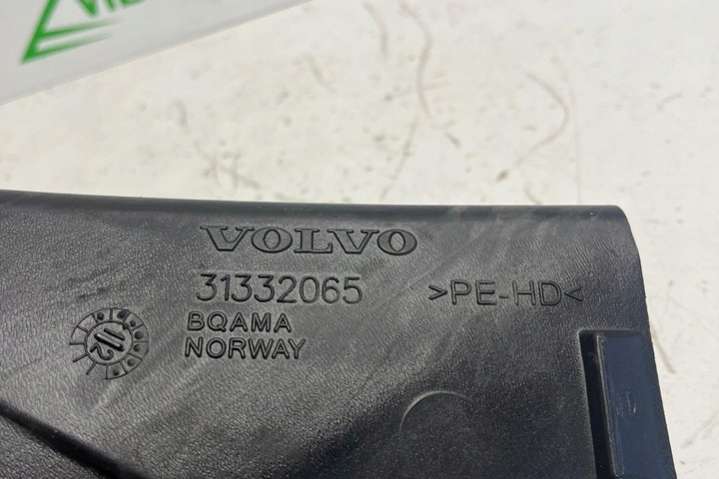 VOLVO
31332065 >PE-HD<
BQAMA
NORWAY